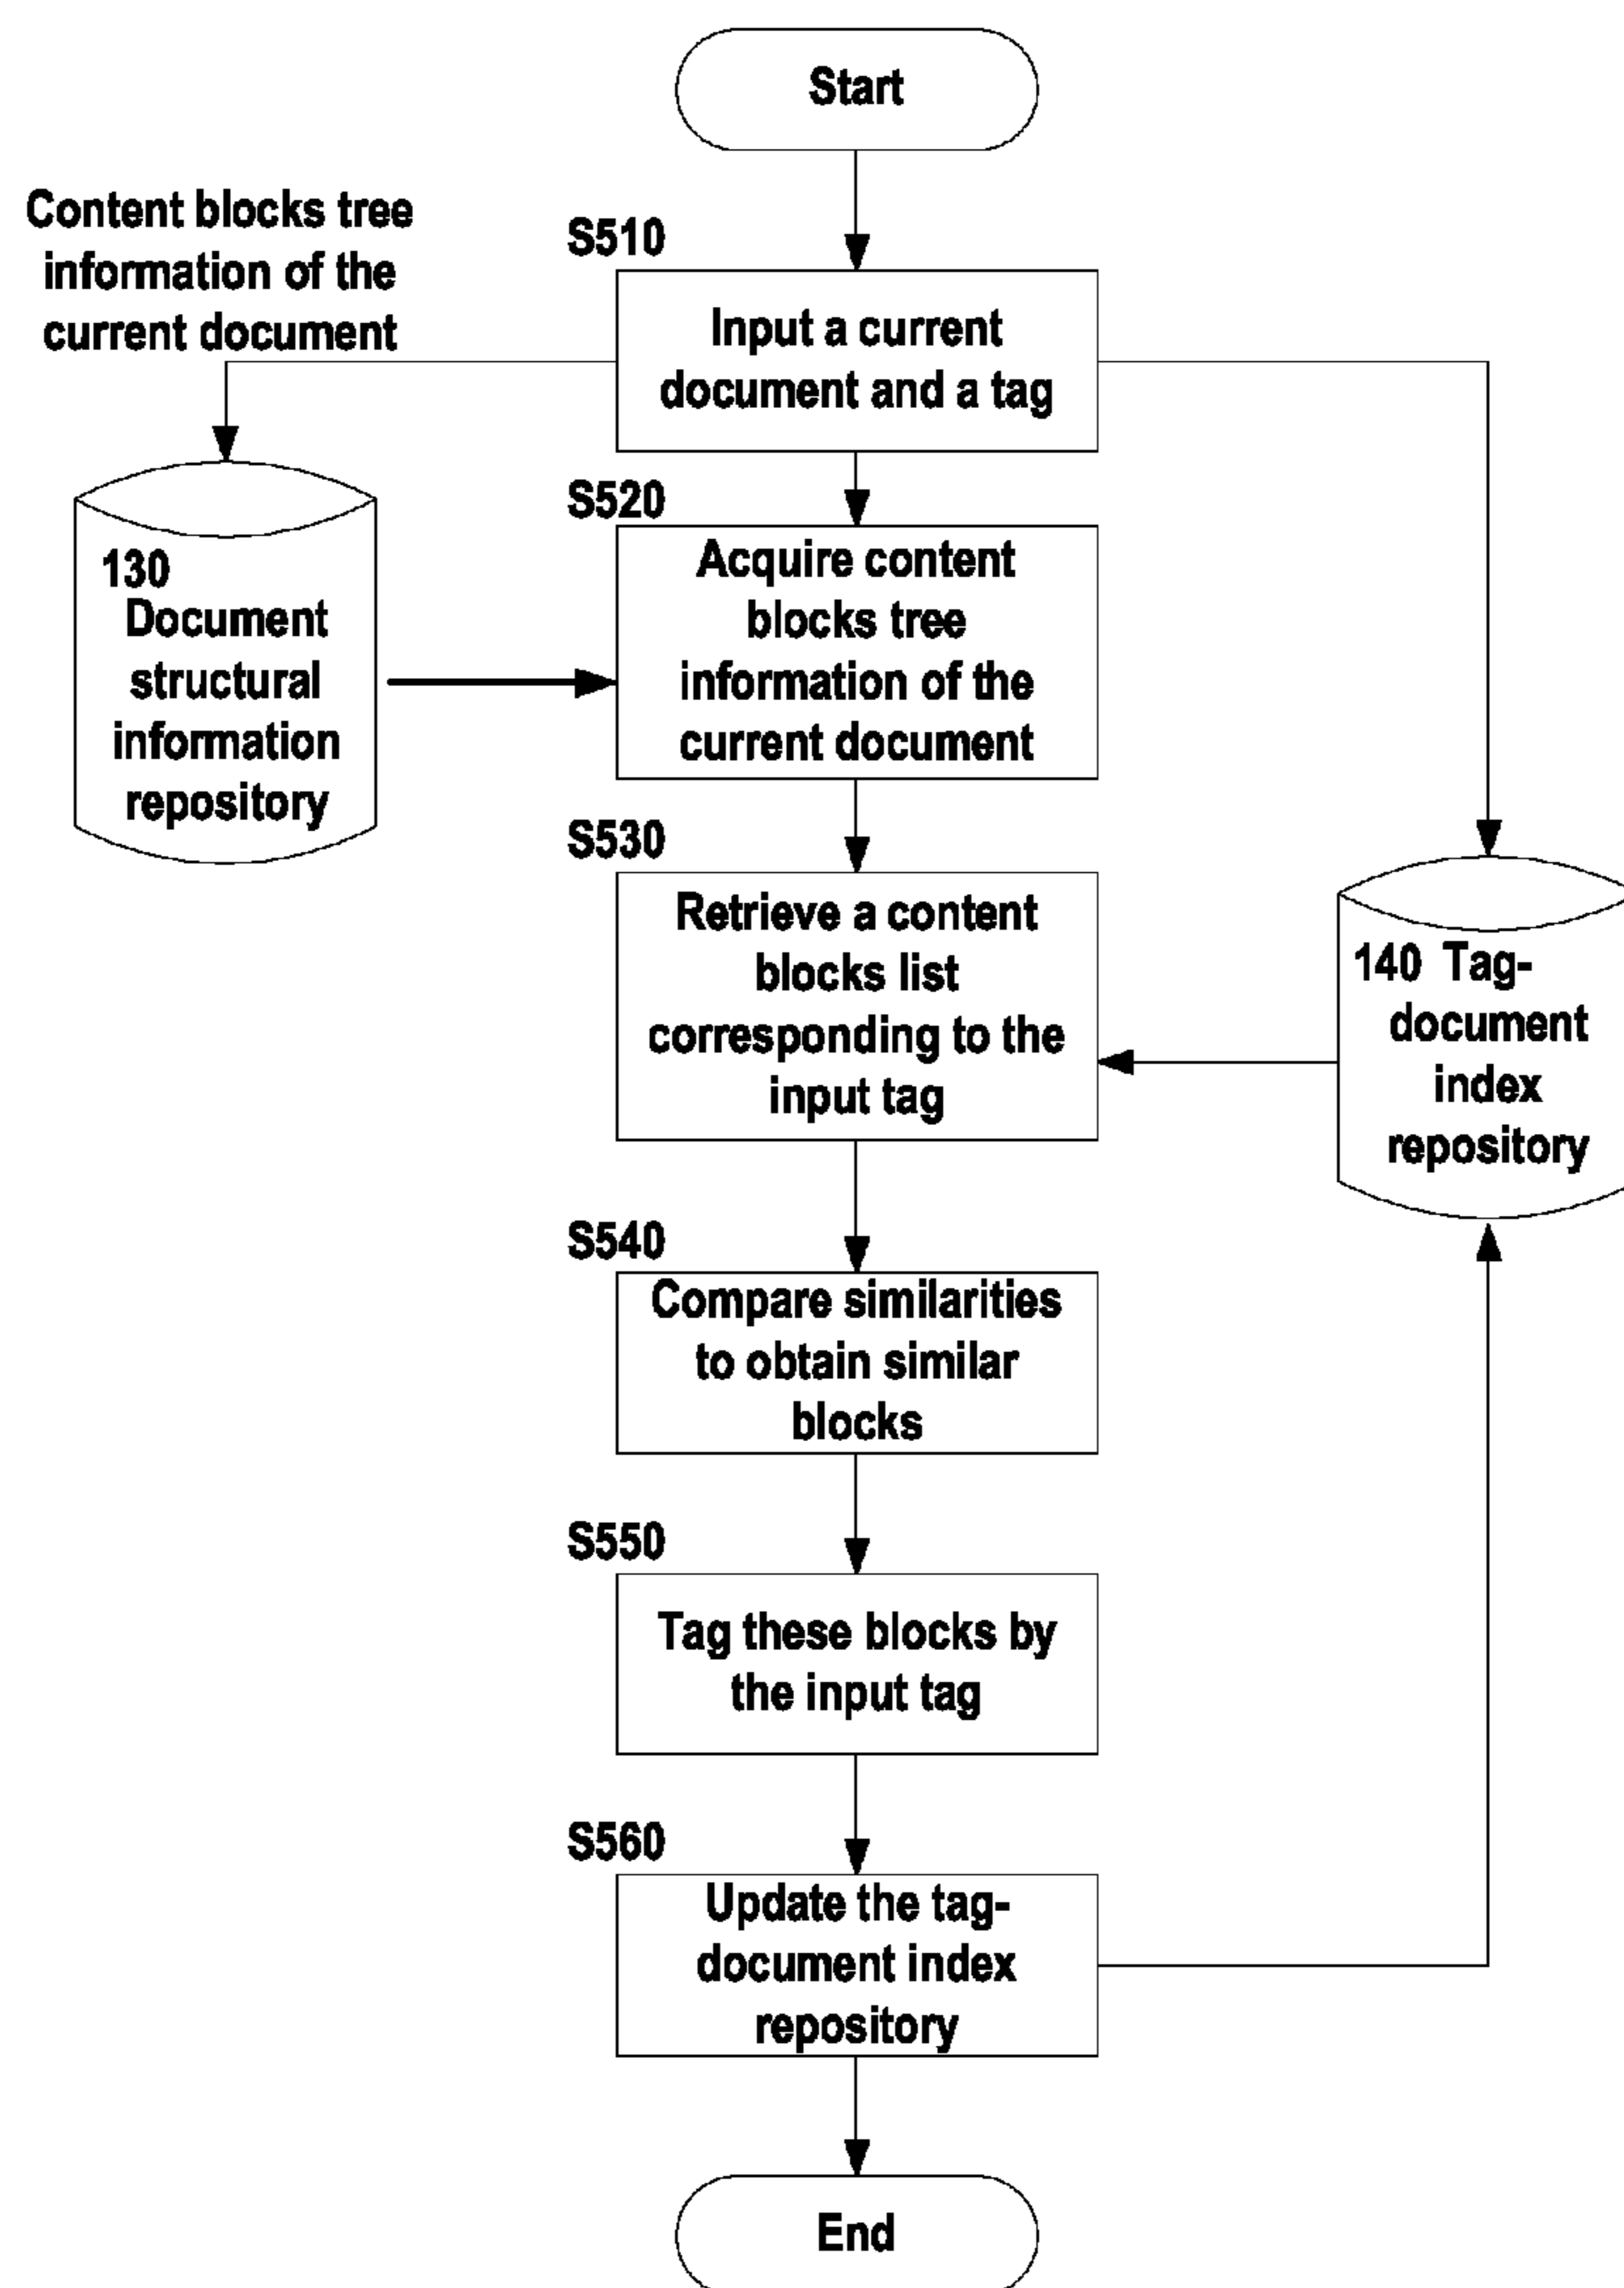 Start
Content blocks tree
information of the
current document
S510
Input a current
document and a tag
S520
Acquire content
blocks tree
information of the
current document
130
Document
structural
information
repository
S530
Retrieve a content
blocks list
corresponding to the
input tag
140 Tag-
document
index
repository
S540
Compare similarities
to obtain similar
blocks
S550
Tag these blocks by
the input tag
S560
Update the tag-
document index
repository
End